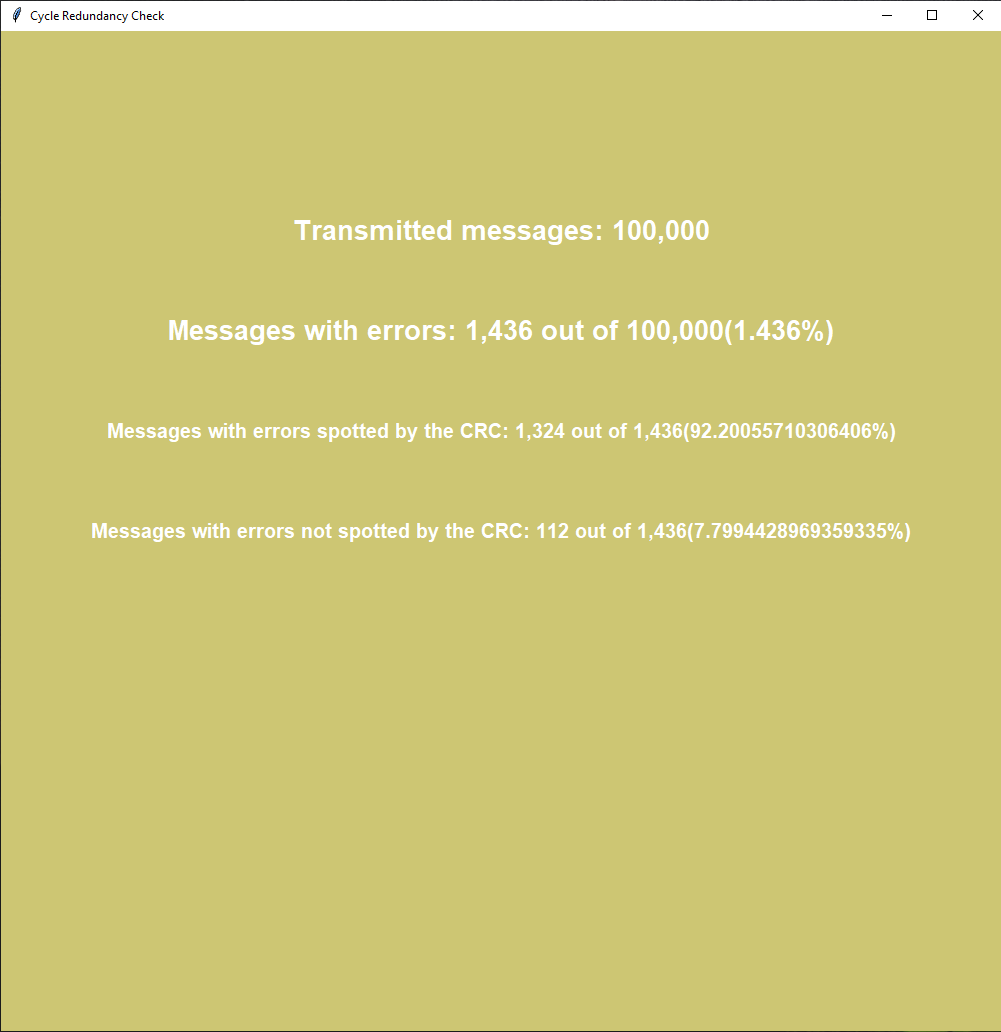 Cycle Redundancy Check
Transmitted messages: 100,000
Messages with errors: 1,436 out of 100,000(1.436%)
Messages with errors spotted by the CRC: 1,324 out of 1,436(92.20055710306406%)
Messages with errors not spotted by the CRC: 112 out of 1,436(7.7994428969359335%)